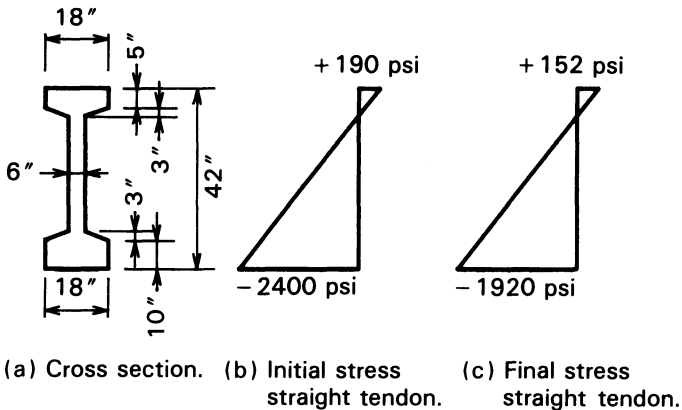 18″
5″
3″
6″
3″
42″
18″
10″
+190 psi
−2400 psi
+152 psi
−1920 psi
(a) Cross section.
(b) Initial stress
straight tendon.
(c) Final stress
straight tendon.